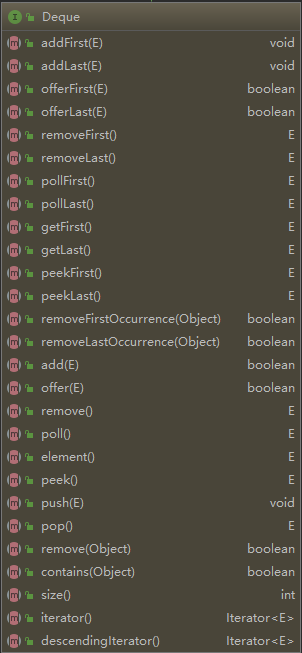 I Deque
m addFirst(E) void
m addLast(E) void
m offerFirst(E) boolean
m offerLast(E) boolean
m removeFirst() E
m removeLast() E
m pollFirst() E
m pollLast() E
m getFirst() E
m getLast() E
m peekFirst() E
m peekLast() E
m removeFirstOccurrence(Object) boolean
m removeLastOccurrence(Object) boolean
m add(E) boolean
m offer(E) boolean
m remove() E
m poll() E
m element() E
m peek() E
m push(E) void
m pop() E
m remove(Object) boolean
m contains(Object) boolean
m size() int
m iterator() Iterator<E>
m descendingIterator() Iterator<E>